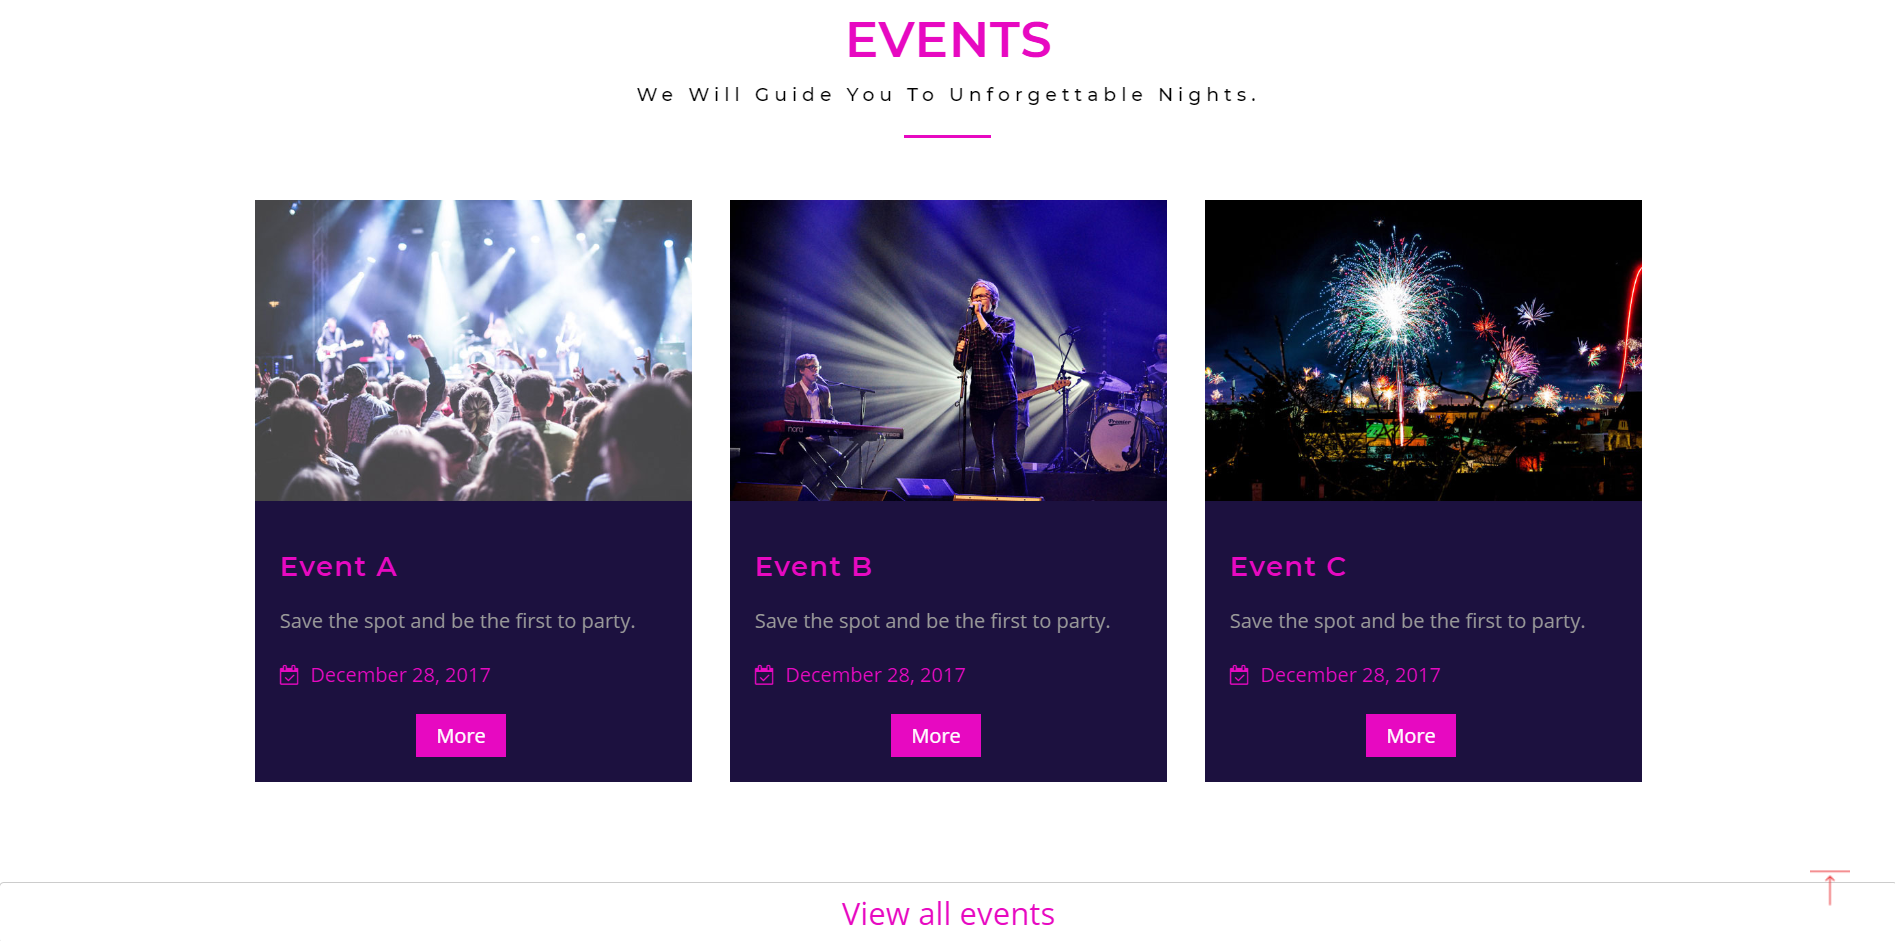 EVENTS
We Will Guide You To Unforgettable Nights.
nord
Premier
Event A
Save the spot and be the first to party.
December 28, 2017
More
Event B
Save the spot and be the first to party.
December 28, 2017
More
Event C
Save the spot and be the first to party.
December 28, 2017
More
View all events